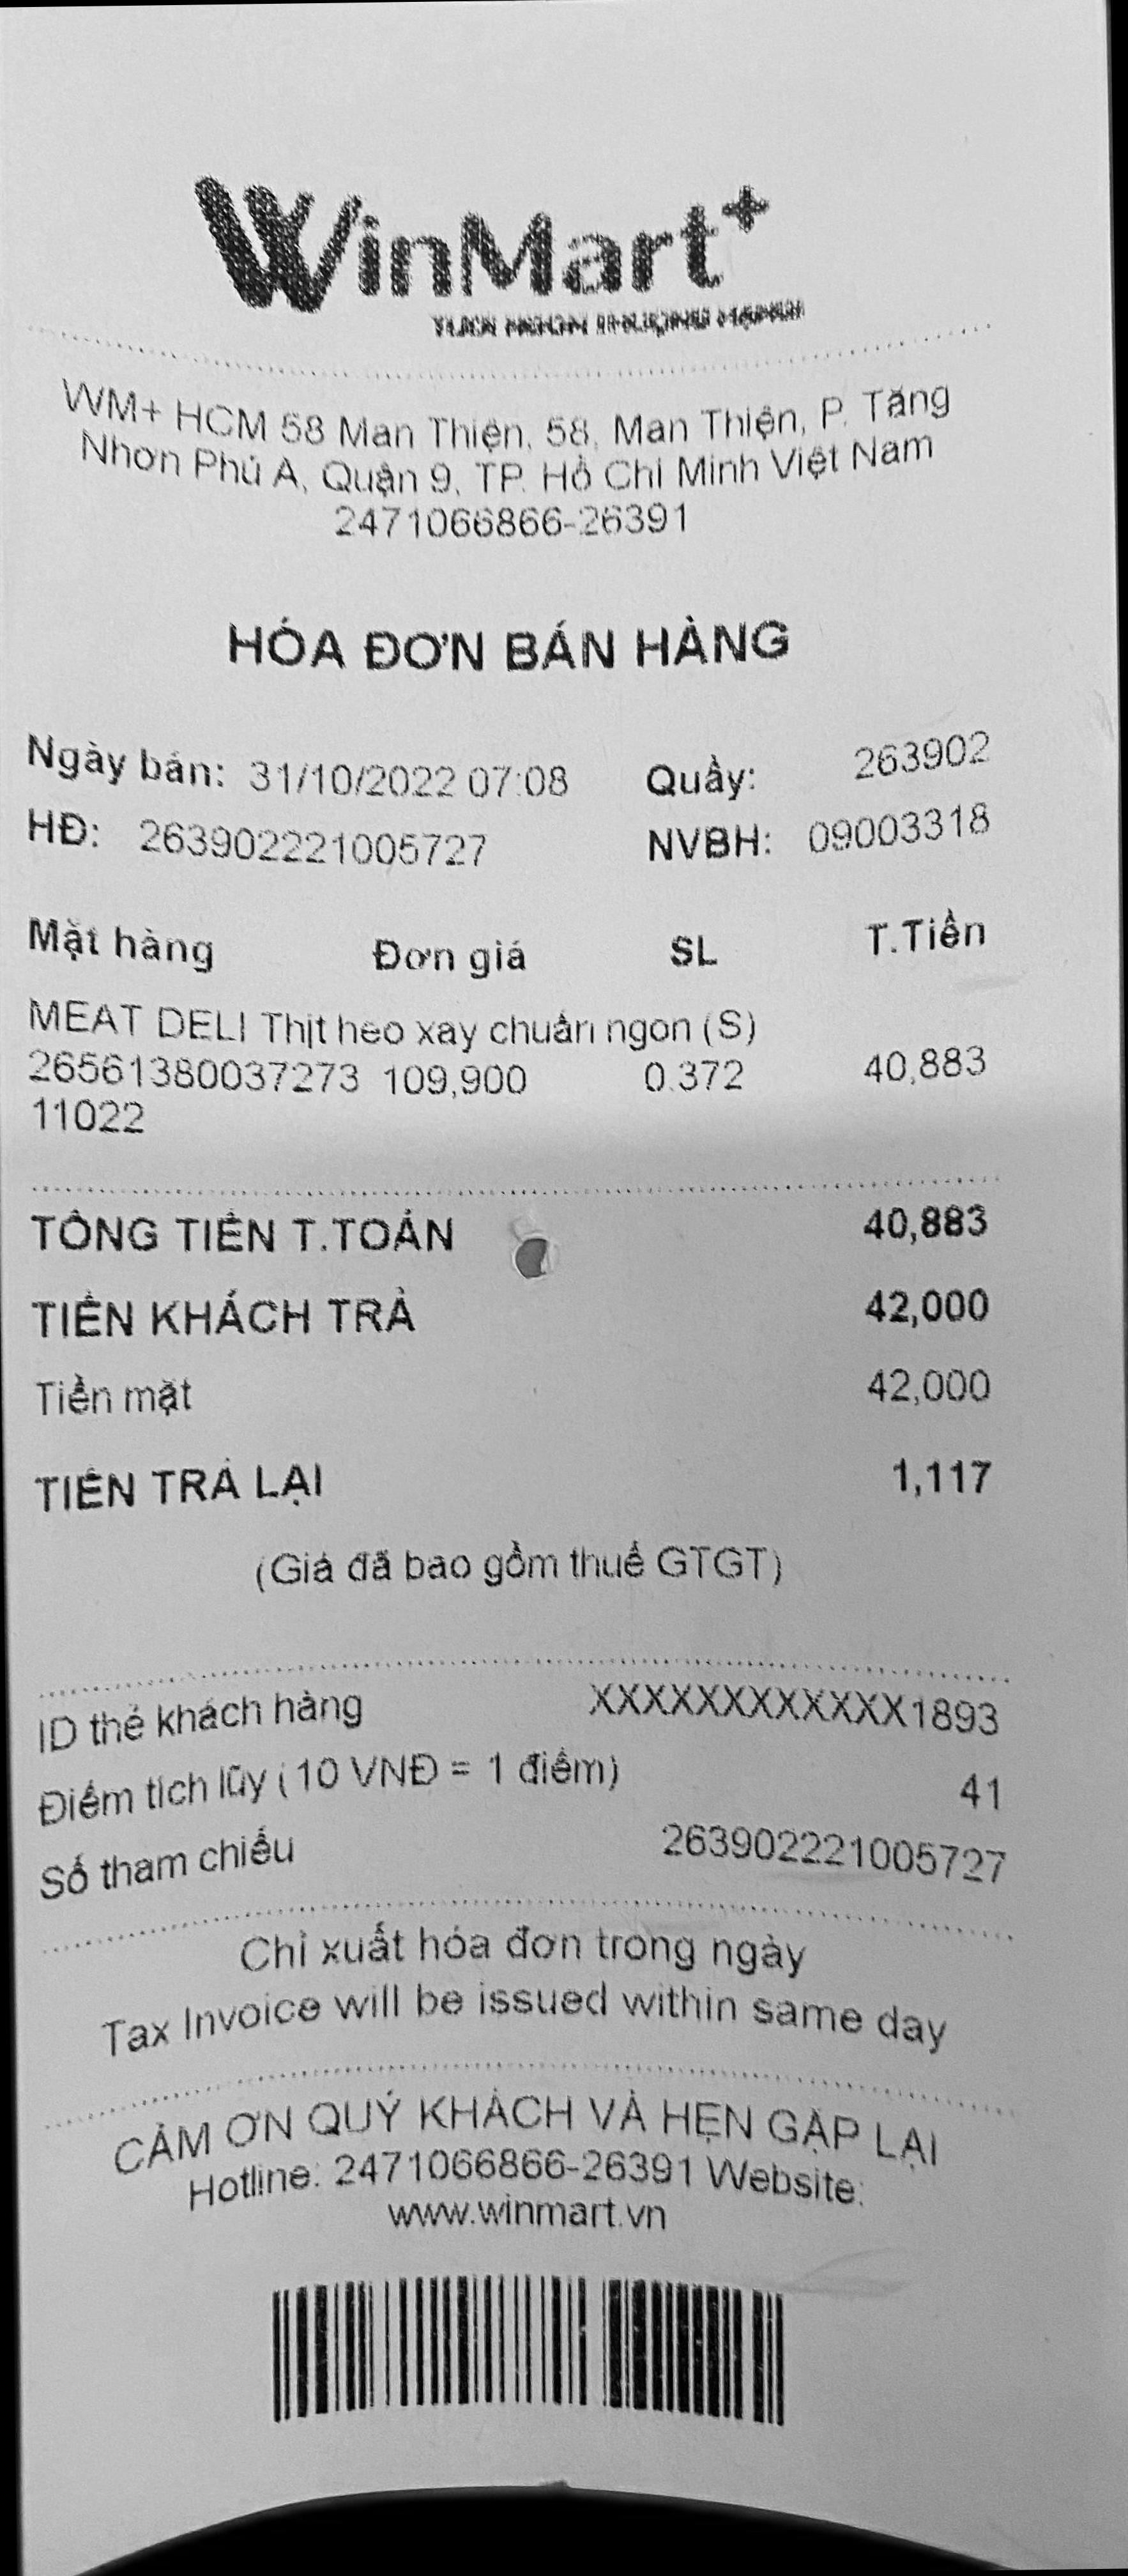 WinMart+
WM+ HCM 58 Man Thiện, 58, Man Thiện, P. Tăng
Nhơn Phú A, Quận 9, TP. Hồ Chí Minh Việt Nam
2471066866-26391
HÓA ĐƠN BÁN HÀNG
Ngày bán: 31/10/2022 07:08 Quầy: 263902
HĐ: 263902221005727 NVBH: 09003318
Mặt hàng Đơn giá SL T.Tiền
MEAT DELI Thịt heo xay chuẩn ngon (S)
26561380037273 109,900 0.372 40,883
11022
TỔNG TIỀN T.TOÁN 40,883
TIỀN KHÁCH TRẢ 42,000
Tiền mặt 42,000
TIỀN TRẢ LẠI 1,117
(Giá đã bao gồm thuế GTGT)
ID thẻ khách hàng XXXXXXXXXXXX1893
Điểm tích lũy (10 VNĐ = 1 điểm) 41
Số tham chiếu 263902221005727
Chỉ xuất hóa đơn trong ngày
Tax Invoice will be issued within same day
CẢM ƠN QUÝ KHÁCH VÀ HẸN GẶP LẠI
Hotline: 2471066866-26391 Website:
www.winmart.vn